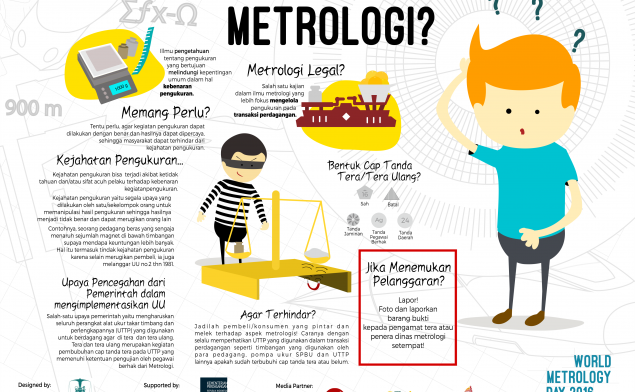 Σƒx-Ω
METROLOGI?
? ? ?
Ilmu pengetahuan
tentang pengukuran
yang bertujuan
melindungi kepentingan
umum dalam hal
kebenaran
pengukuran.
900 m
Metrologi Legal?
Salah satu kajian
dalam ilmu metrologi yang
lebih fokus mengelola
pengukuran pada
transaksi perdagangan.
Memang Perlu?
Tentu perlu, agar kegiatan pengukuran dapat
dilakukan dengan benar dan hasilnya dapat dipercaya,
sehingga masyarakat dapat terhindar dari
kejahatan pengukuran.
Kejahatan Pengukuran...
Kejahatan pengukuran bisa terjadi akibat ketidak
tahuan dan/atau sifat acuh pelaku terhadap kebenaran
kegiatanpengukuran.
Kejahatan pengukuran yaitu segala upaya yang
dilakukan oleh satu/sekelompok orang untuk
memanipulasi hasil pengukuran sehingga hasilnya
menjadi tidak benar dan dapat merugikan orang lain
Contohnya, seorang pedagang beras yang sengaja
menaruh sejumlah magnet di bawah timbangan
supaya mendapa keuntungan lebih banyak.
Hal itu termasuk tindak kejahatan pengukuran
karena selain merugikan pembeli, ia juga
melanggar UU no.2 thn 1981.
Upaya Pencegahan dari
Pemerintah dalam
mengimplementasikan UU
Salah-satu upaya pemerintah yaitu mengharuskan
seluruh perangkat alat ukur takar timbang dan
perlengkapannya (UTTP) yang digunakan
untuk berdagang agar di tera dan tera ulang.
Tera dan tera ulang merupakan kegiatan
pembubuhan cap tanda tera pada UTTP yang
memenuhi ketentuan pengujian oleh pegawai
berhak dari Metrologi.
Bentuk Cap Tanda
Tera/Tera Ulang?
Sah
Batal
Tanda
Jaminan
Tanda
Pegawai
Berhak
Tanda
Daerah
Agar Terhindar?
Jadilah pembeli/konsumen yang pintar dan
melek terhadap aspek metrologi! Caranya dengan
selalu memperhatikan UTTP yang digunakan dalam transaksi
perdagangan seperti timbangan yang digunakan oleh
para pedagang, pompa ukur SPBU dan UTTP
lainnya apakah sudah terbubuhi cap tanda tera atau belum.
Jika Menemukan
Pelanggaran?
Lapor!
Foto dan laporkan
barang bukti
kepada pengamat tera atau
penera dinas metrologi
setempat!
WORLD
METROLOGY
DAY 2016
Designed by:
Supported by:
KEMENTERIAN
Media Partner: